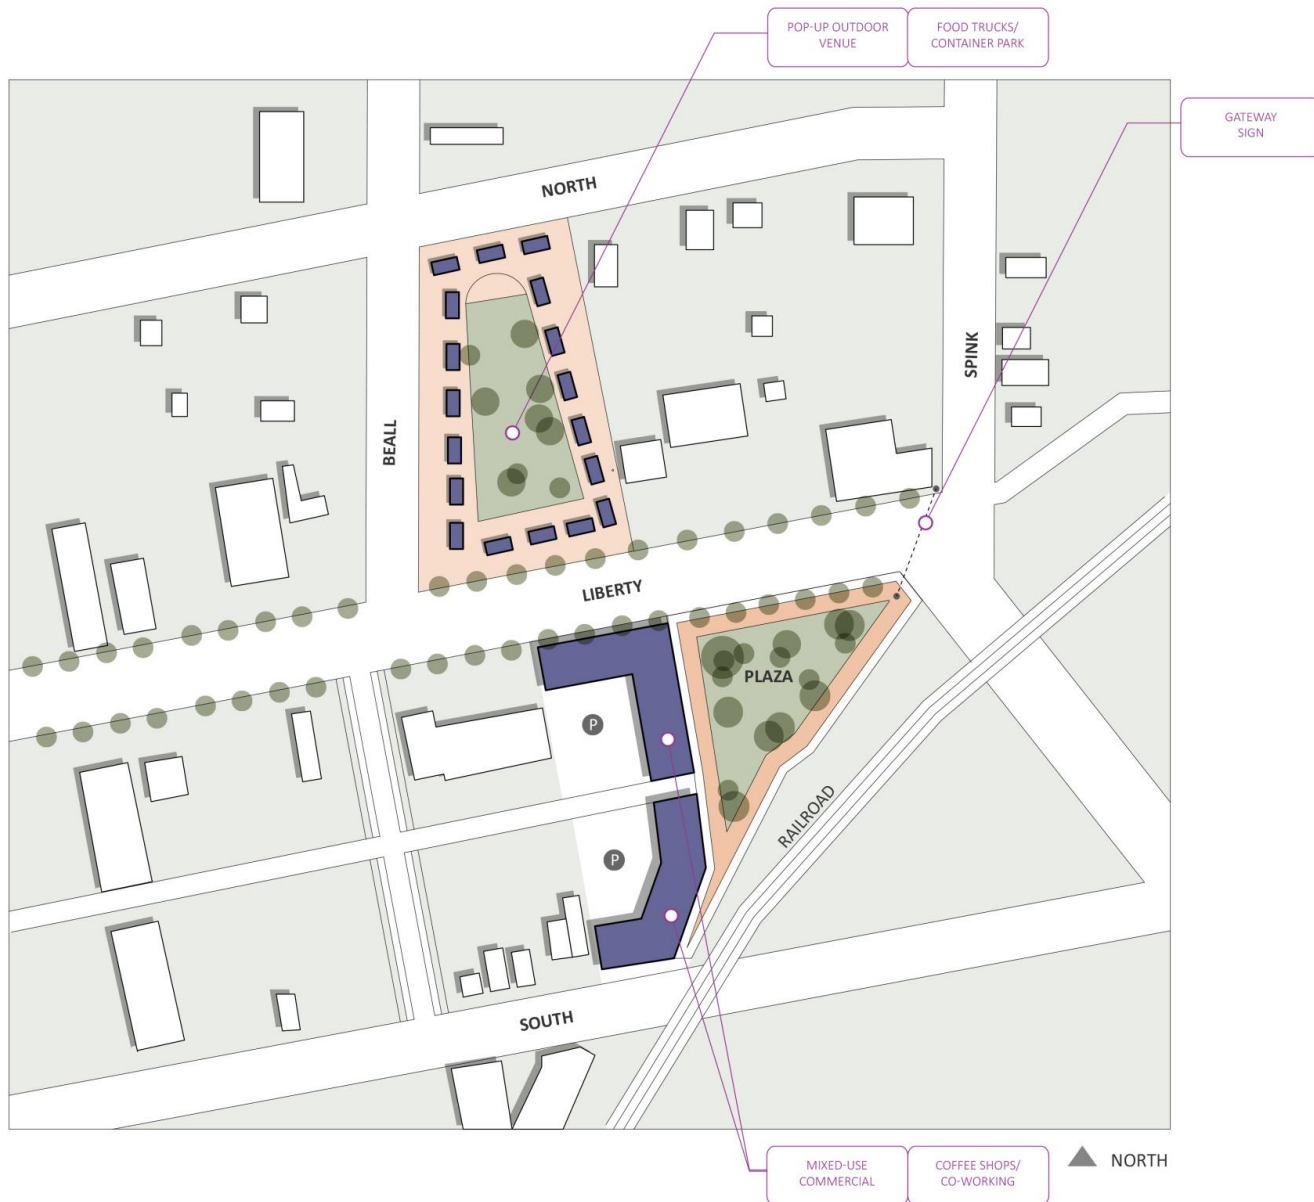 POP-UP OUTDOOR
VENUE
FOOD TRUCKS/
CONTAINER PARK
GATEWAY
SIGN
NORTH
SPINK
BEALL
LIBERTY
PLAZA
P
RAILROAD
P
SOUTH
MIXED-USE
COMMERCIAL
COFFEE SHOPS/
CO-WORKING
NORTH